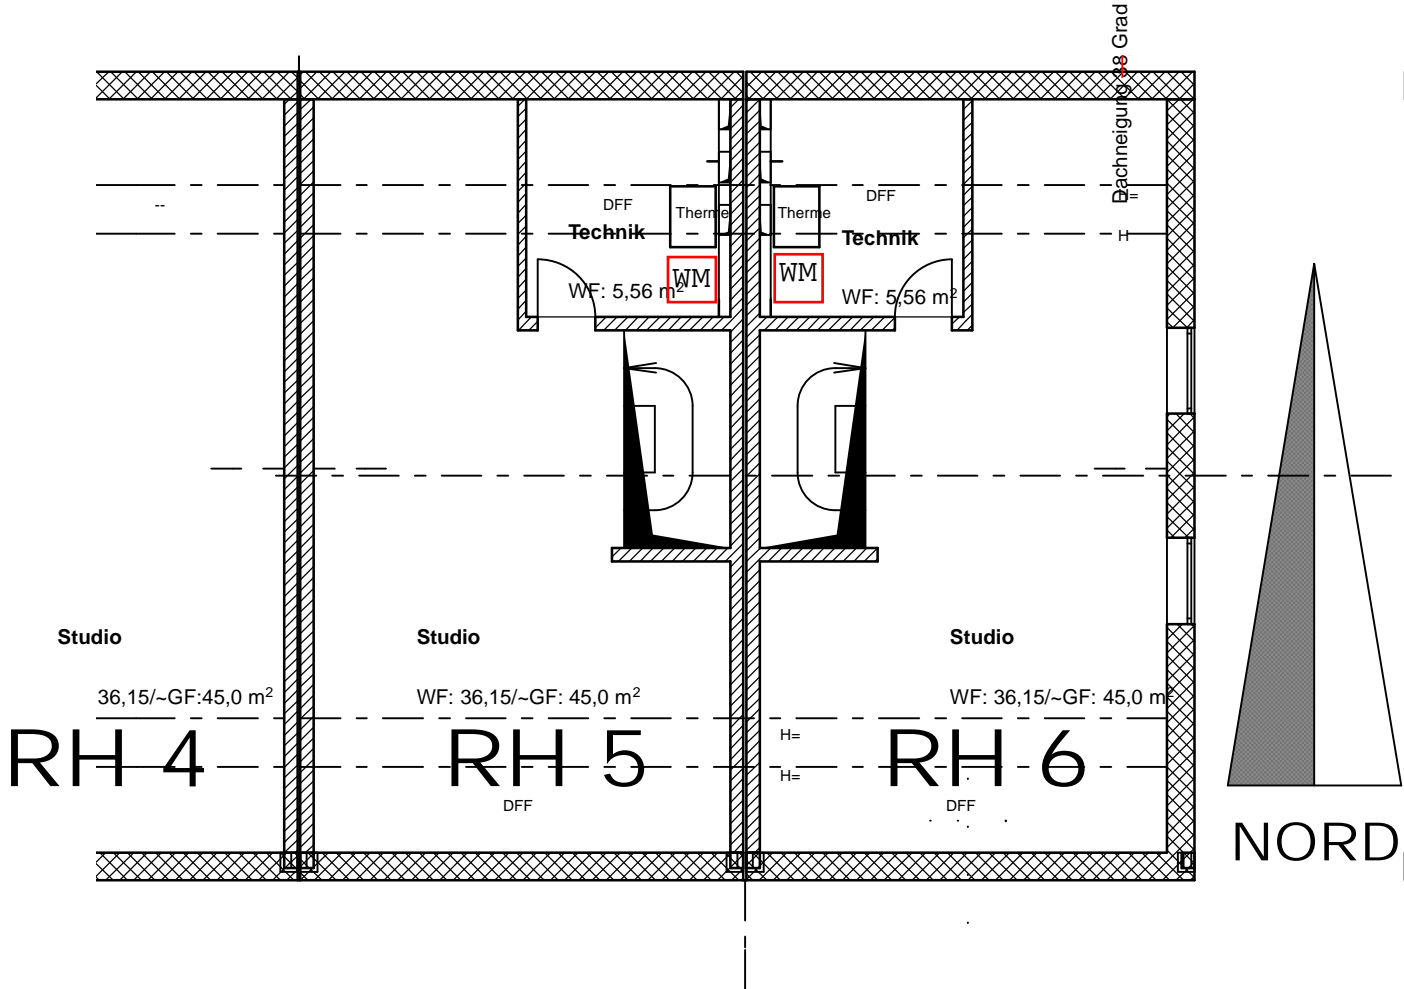 Dachneigung 38 Grad
DFF
DFF
H=
--
Therme
Therme
Technik
Technik
H
WM
WM
WF: 5,56 m²
WF: 5,56 m²
Studio
Studio
Studio
36,15/~GF:45,0 m²
WF: 36,15/~GF: 45,0 m²
WF: 36,15/~GF: 45,0 m²
H=
RH 4
RH 5
RH 6
H=
DFF
DFF
NORD